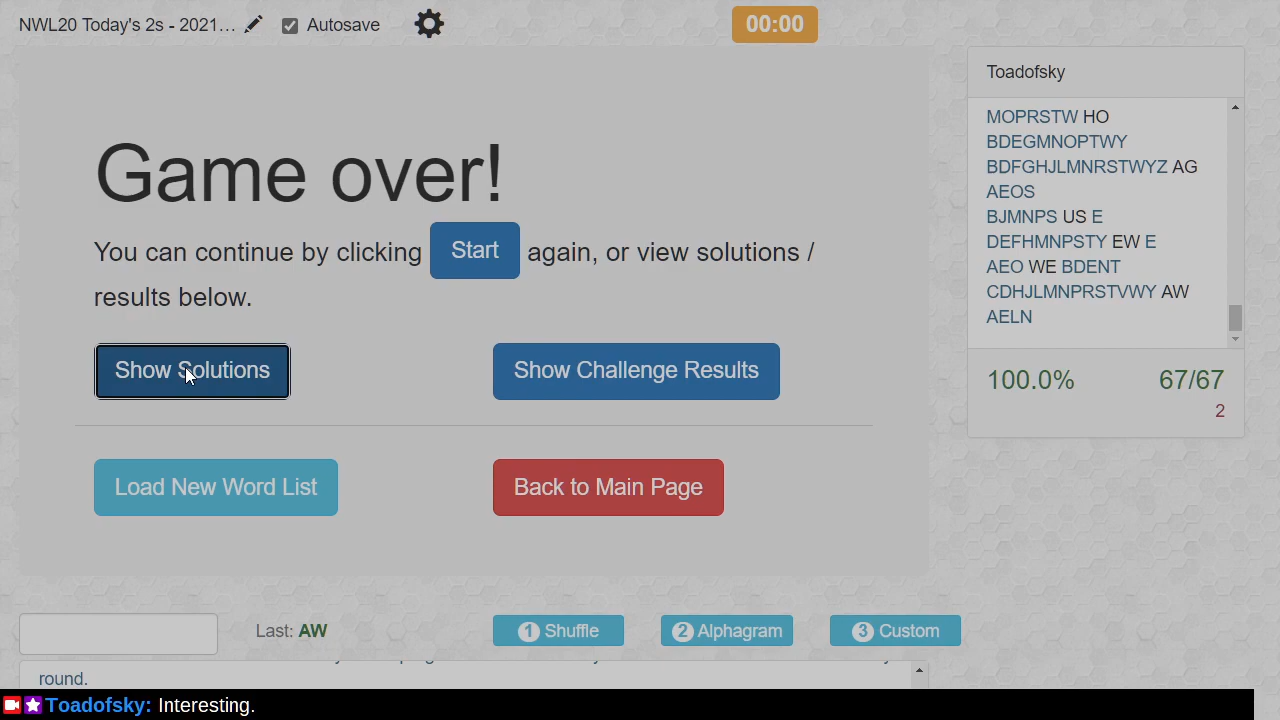 NWL20 Today's 2s - 2021... Autosave 00:00
Game over!
You can continue by clicking Start again, or view solutions /
results below.
Show Solutions Show Challenge Results
Load New Word List Back to Main Page
Last: AW 1 Shuffle 2 Alphagram 3 Custom
round.
Toadofsky
MOPRSTW HO
BDEGMNOPTWY
BDFGHJLMNRSTWYZ AG
AEOS
BJMNPS US E
DEFHMNPSTY EW E
AEO WE BDENT
CDHJLMNPRSTVWY AW
AELN
100.0% 67/67
2
Toadofsky: Interesting.